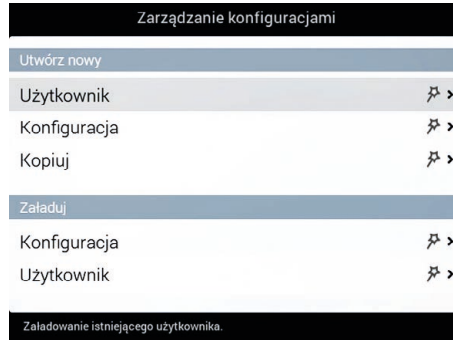 Zarządzanie konfiguracjami
Utwórz nowy
Użytkownik
Konfiguracja
Kopiuj
Załaduj
Konfiguracja
Użytkownik
Załadowanie istniejącego użytkownika.